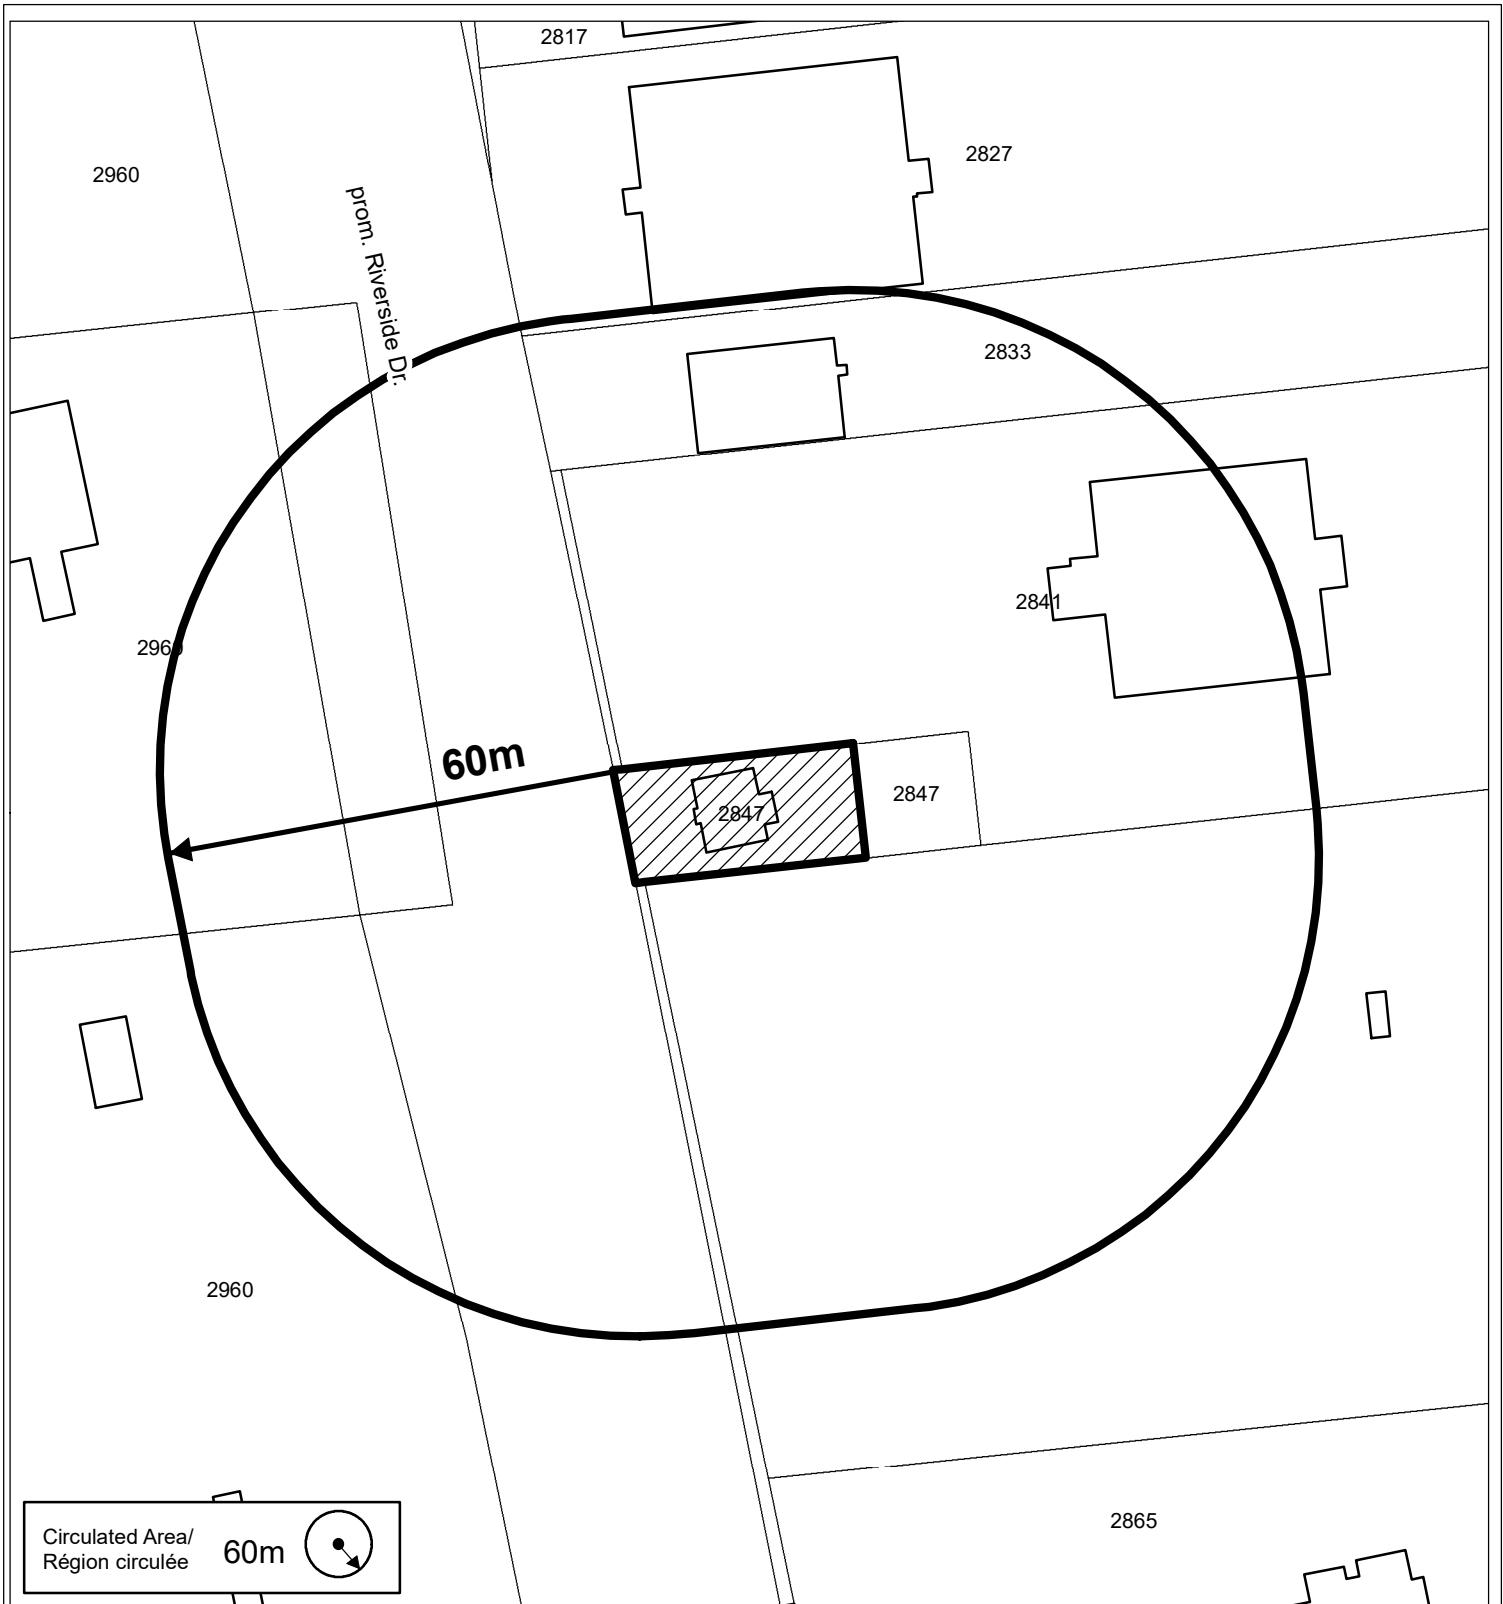 2817
2827
2960
prom. Riverside Dr.
2833
2841
2960
60m
2847
2847
2960
2865
Circulated Area/
Région circulée
60m